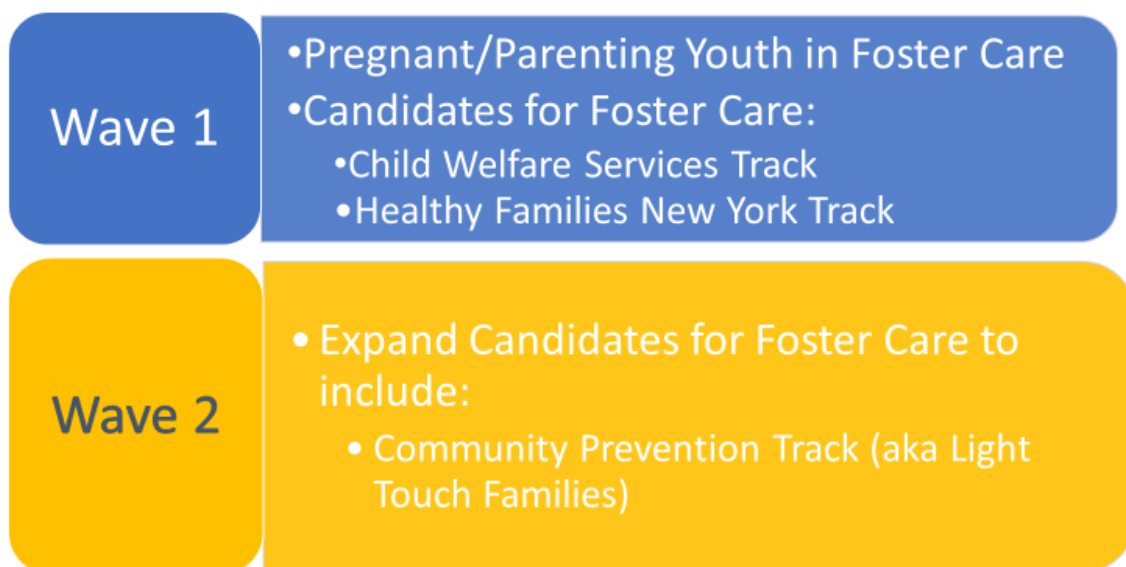 Wave 1
•Pregnant/Parenting Youth in Foster Care
•Candidates for Foster Care:
•Child Welfare Services Track
•Healthy Families New York Track
Wave 2
• Expand Candidates for Foster Care to
include:
• Community Prevention Track (aka Light
Touch Families)